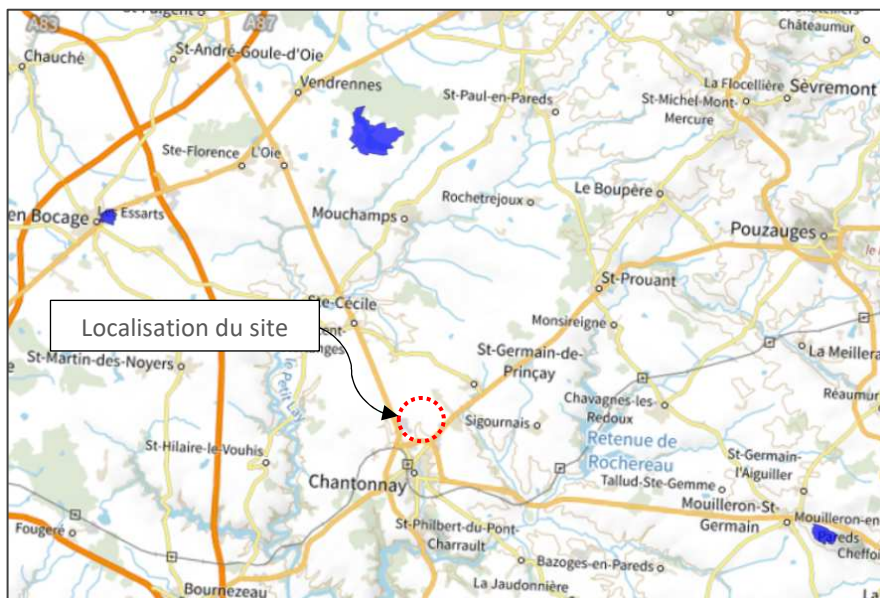 A83
A87
St-André-Goule-d'Oie
Chauché
Vendrennes
St-Paul-en-Pareds
Châteaumur
La Flocellière
Sèvremont
St-Michel-Mont-
Mercure
Ste-Florence
L'Oie
Le Boupère
Rochetrejoux
en Bocage
Essarts
Mouchamps
Pouzauges
St-Prouant
Ste-Cécile
Localisation du site
Monsireigne
St-Martin-des-Noyers
le Petit Lay
St-Germain-de-
Prinçay
La Meillera
Réaumur
Chavagnes-les-
Redoux
Sigournais
Retenue de
Rochereau
St-Hilaire-le-Vouhis
St-Germain-
l'Aiguiller
Chantonnay
Tallud-Ste-Gemme
Mouilleron-St-
Germain
Mouilleron-en-
Pareds
Cheffoi
Fougeré
St-Philbert-du-Pont-
Charrault
Bazoges-en-Pareds
Bournezeau
La Jaudonnière